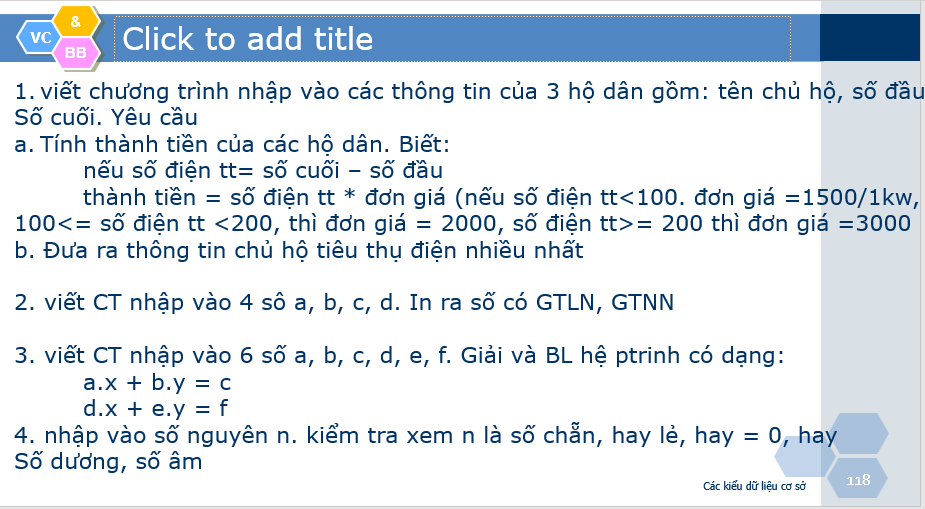 VC
&
BB
Click to add title
1. viết chương trình nhập vào các thông tin của 3 hộ dân gồm: tên chủ hộ, số đầu
Số cuối. Yêu cầu
a. Tính thành tiền của các hộ dân. Biết:
nếu số điện tt= số cuối – số đầu
thành tiền = số điện tt * đơn giá (nếu số điện tt<100. đơn giá =1500/1kw,
100<= số điện tt <200, thì đơn giá = 2000, số điện tt>= 200 thì đơn giá =3000
b. Đưa ra thông tin chủ hộ tiêu thụ điện nhiều nhất
2. viết CT nhập vào 4 sô a, b, c, d. In ra số có GTLN, GTNN
3. viết CT nhập vào 6 số a, b, c, d, e, f. Giải và BL hệ ptrinh có dạng:
a.x + b.y = c
d.x + e.y = f
4. nhập vào số nguyên n. kiểm tra xem n là số chẵn, hay lẻ, hay = 0, hay
Số dương, số âm
Các kiểu dữ liệu cơ sở
118